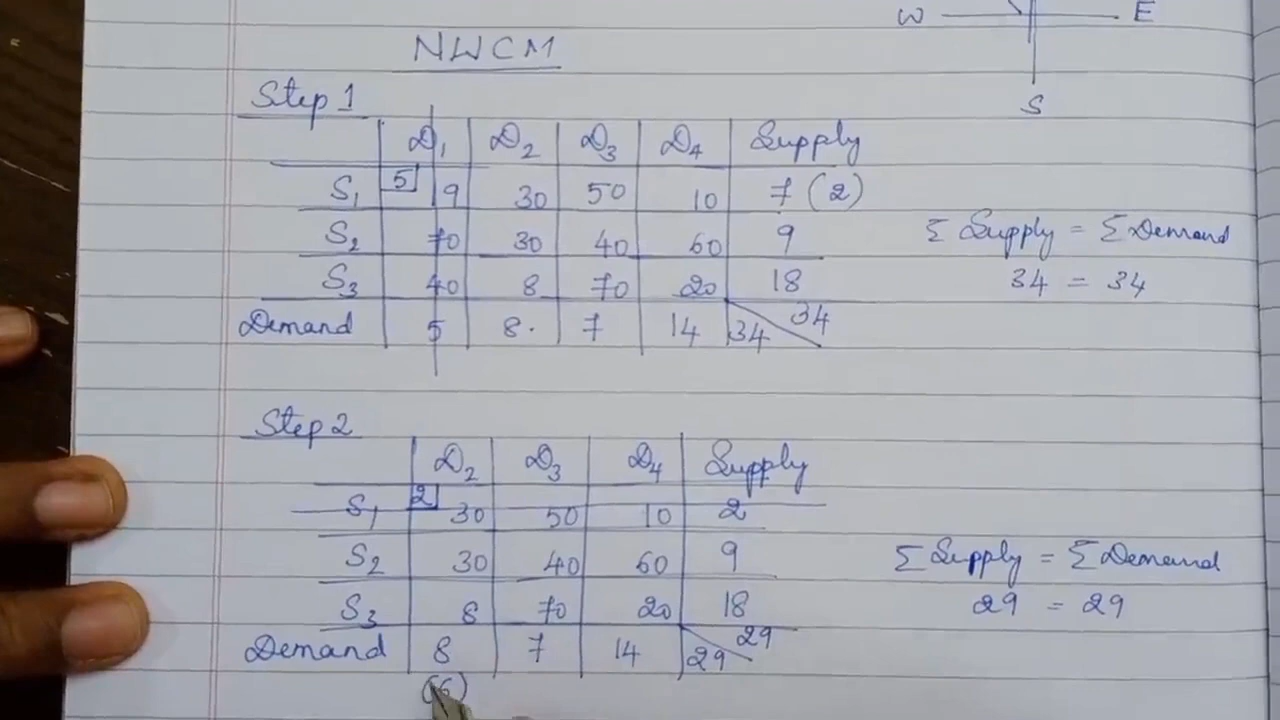 W E
NWCM
S
Step 1
D1 D2 D3 D4 Supply
S1 5 9 30 50 10 7 (2)
S2 70 30 40 60 9
Σ Supply = Σ Demand
S3 40 8 70 20 18
34 = 34
Demand 5 8. 7 14 34 34
Step 2
D2 D3 D4 Supply
S1 2 30 50 10 2
S2 30 40 60 9
Σ Supply = Σ Demand
S3 8 70 20 18
29 = 29
Demand 8 7 14 29 29
(6)